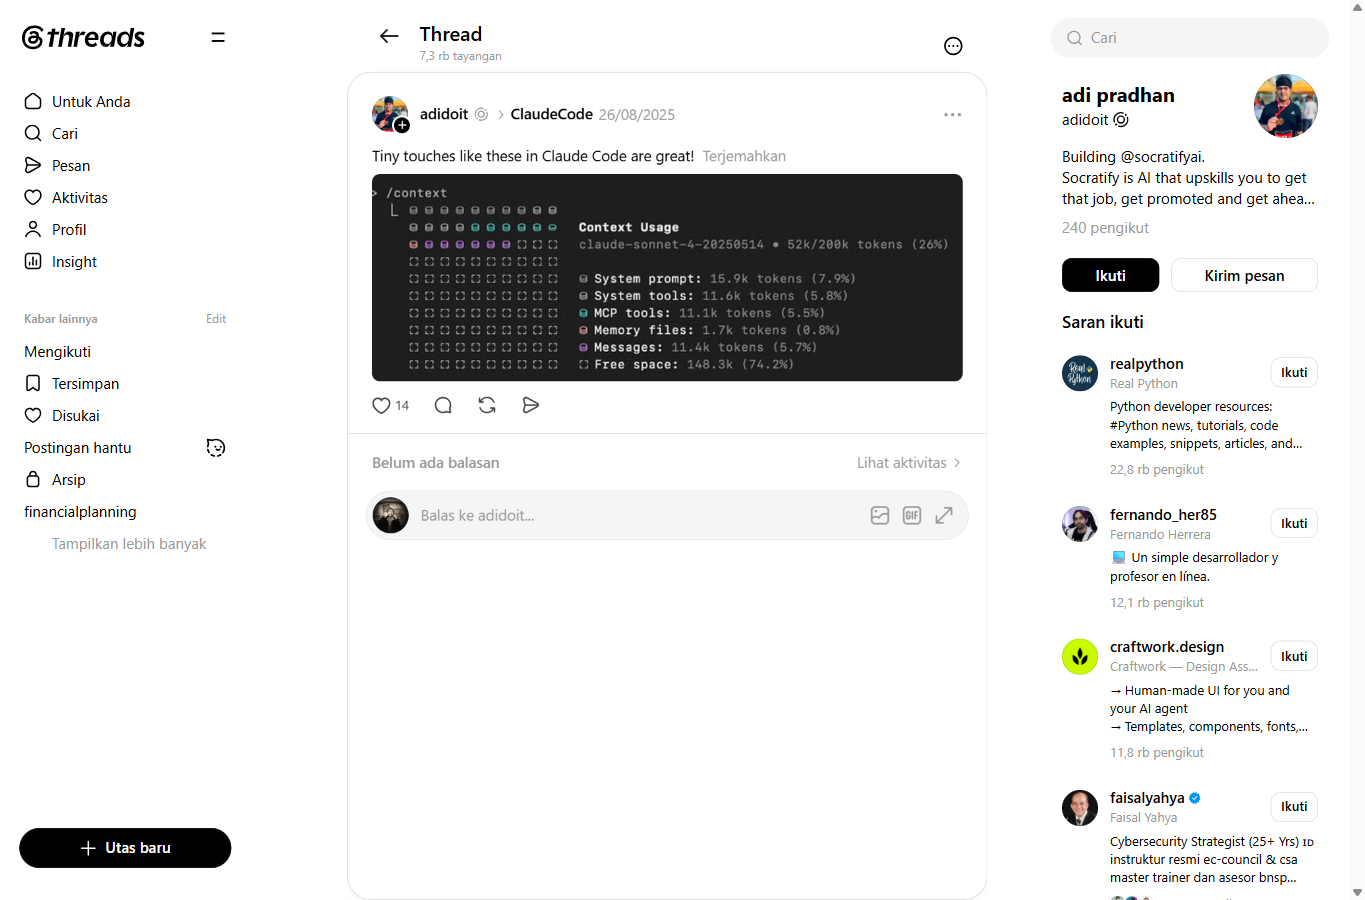 threads
Untuk Anda
Cari
Pesan
Aktivitas
Profil
Insight
Kabar lainnya
Edit
Mengikuti
Tersimpan
Disukai
Postingan hantu
Arsip
financialplanning
Tampilkan lebih banyak
Utas baru
Thread
7,3 rb tayangan
adidoit > ClaudeCode 26/08/2025
Tiny touches like these in Claude Code are great! Terjemahkan
> /context
Context Usage
claude-sonnet-4-20250514 • 52k/200k tokens (26%)
System prompt: 15.9k tokens (7.9%)
System tools: 11.6k tokens (5.8%)
MCP tools: 11.1k tokens (5.5%)
Memory files: 1.7k tokens (0.8%)
Messages: 11.4k tokens (5.7%)
Free space: 148.3k (74.2%)
14
Belum ada balasan
Lihat aktivitas >
Balas ke adidoit...
GIF
Cari
adi pradhan
adidoit
Building @socratifyai.
Socratify is AI that upskills you to get
that job, get promoted and get ahea...
240 pengikut
Ikuti
Kirim pesan
Saran ikuti
Real Python
realpython
Real Python
Ikuti
Python developer resources:
#Python news, tutorials, code
examples, snippets, articles, and...
22,8 rb pengikut
fernando_her85
Fernando Herrera
Ikuti
Un simple desarrollador y
profesor en línea.
12,1 rb pengikut
craftwork.design
Craftwork — Design Ass...
Ikuti
→ Human-made UI for you and
your AI agent
→ Templates, components, fonts,...
11,8 rb pengikut
faisalyahya
Faisal Yahya
Ikuti
Cybersecurity Strategist (25+ Yrs) ɪᴅ
instruktur resmi ec-council & csa
master trainer dan asesor bnsp...